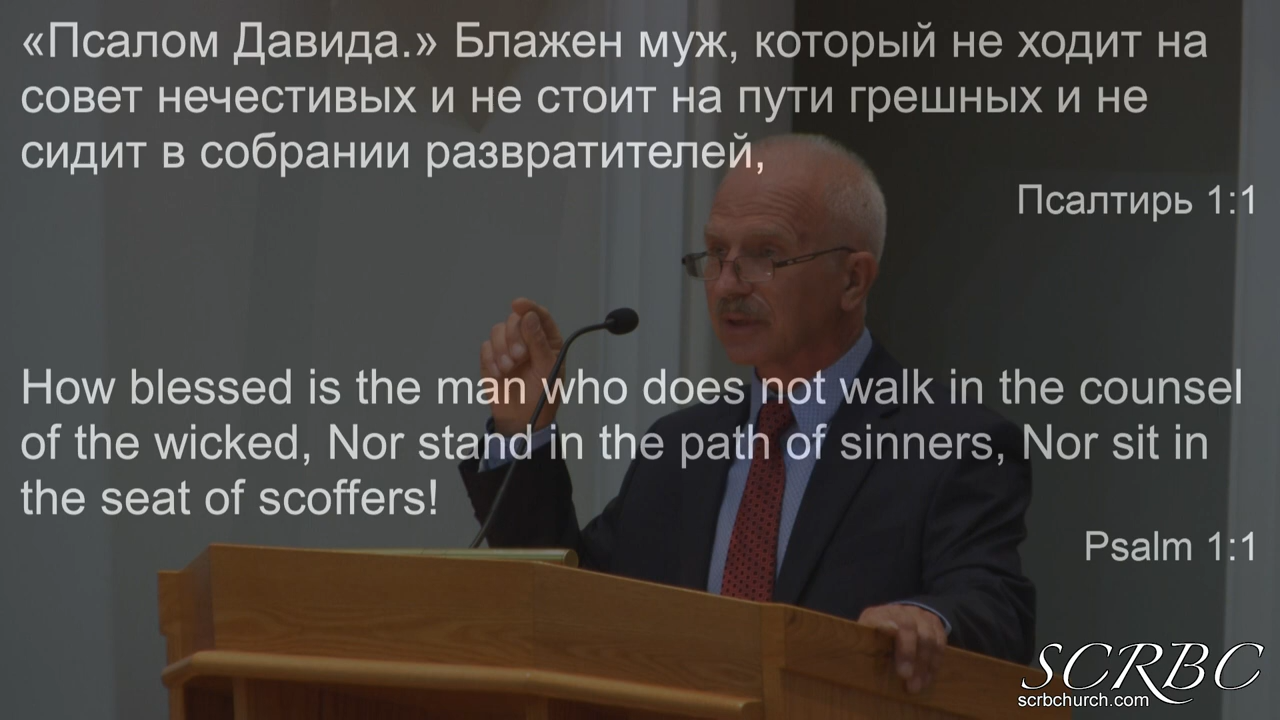 «Псалом Давида.» Блажен муж, который не ходит на
совет нечестивых и не стоит на пути грешных и не
сидит в собрании развратителей,
Псалтирь 1:1
How blessed is the man who does not walk in the counsel
of the wicked, Nor stand in the path of sinners, Nor sit in
the seat of scoffers!
Psalm 1:1
SCRBC
scrbchurch.com